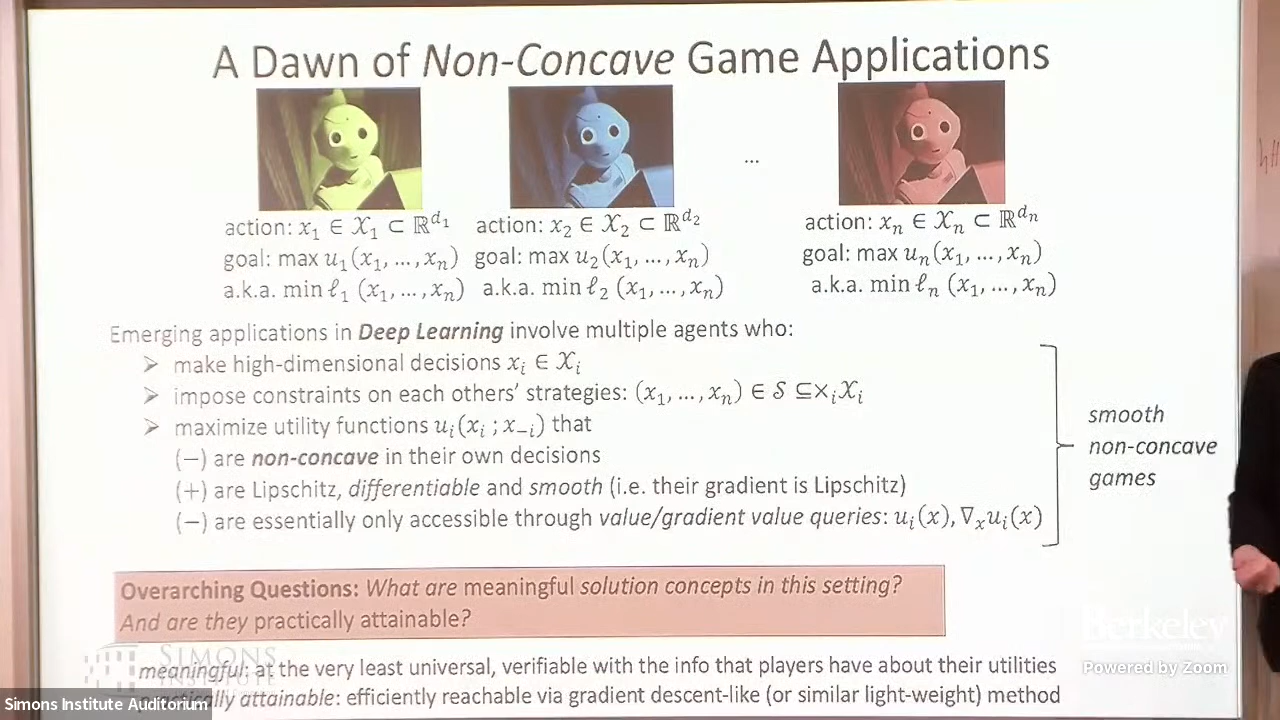 A Dawn of Non-Concave Game Applications
...
action: x₁ ∈ 𝒳₁ ⊂ ℝ^{d₁} action: x₂ ∈ 𝒳₂ ⊂ ℝ^{d₂} action: xₙ ∈ 𝒳ₙ ⊂ ℝ^{dₙ}
goal: max u₁(x₁, ..., xₙ) goal: max u₂(x₁, ..., xₙ) goal: max uₙ(x₁, ..., xₙ)
a.k.a. min ℓ₁ (x₁, ..., xₙ) a.k.a. min ℓ₂ (x₁, ..., xₙ) a.k.a. min ℓₙ (x₁, ..., xₙ)
Emerging applications in Deep Learning involve multiple agents who:
➢ make high-dimensional decisions xᵢ ∈ 𝒳ᵢ
➢ impose constraints on each others' strategies: (x₁, ..., xₙ) ∈ 𝒮 ⊆×ᵢ𝒳ᵢ
➢ maximize utility functions uᵢ(xᵢ ; x₋ᵢ) that
(−) are non-concave in their own decisions
(+) are Lipschitz, differentiable and smooth (i.e. their gradient is Lipschitz)
(−) are essentially only accessible through value/gradient value queries: uᵢ(x), ∇ₓuᵢ(x)
smooth
non-concave
games
Overarching Questions: What are meaningful solution concepts in this setting?
And are they practically attainable?
meaningful: at the very least universal, verifiable with the info that players have about their utilities
attainable: efficiently reachable via gradient descent-like (or similar light-weight) method
SIMONS
INSTITUTE
Simons Institute Auditorium
Berkeley
Powered by Zoom